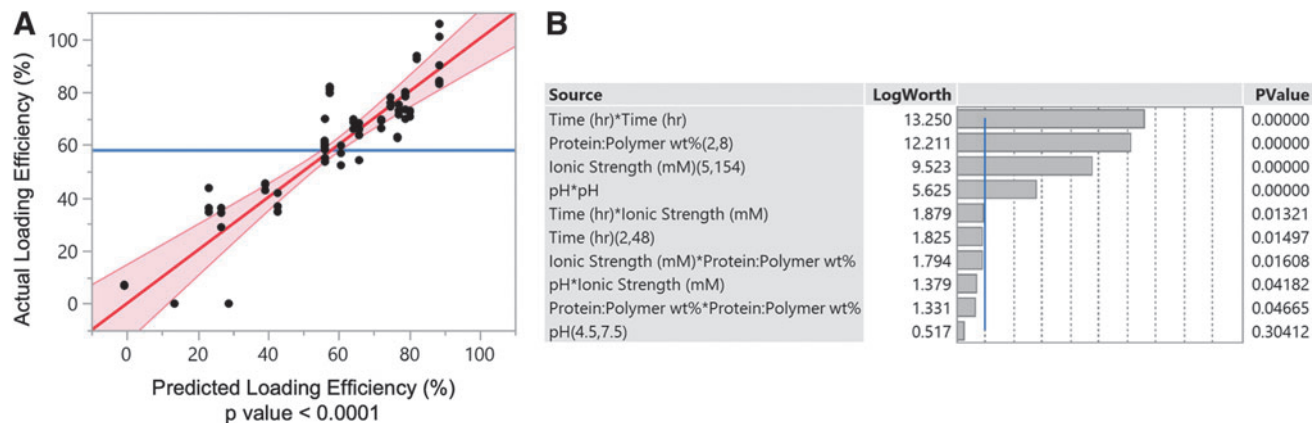 A
Actual Loading Efficiency (%)
100
80
60
40
20
0
0 20 40 60 80 100
Predicted Loading Efficiency (%)
p value < 0.0001
B
Source LogWorth PValue
Time (hr)*Time (hr) 13.250 0.00000
Protein:Polymer wt%(2,8) 12.211 0.00000
Ionic Strength (mM)(5,154) 9.523 0.00000
pH*pH 5.625 0.00000
Time (hr)*Ionic Strength (mM) 1.879 0.01321
Time (hr)(2,48) 1.825 0.01497
Ionic Strength (mM)*Protein:Polymer wt% 1.794 0.01608
pH*Ionic Strength (mM) 1.379 0.04182
Protein:Polymer wt%*Protein:Polymer wt% 1.331 0.04665
pH(4.5,7.5) 0.517 0.30412